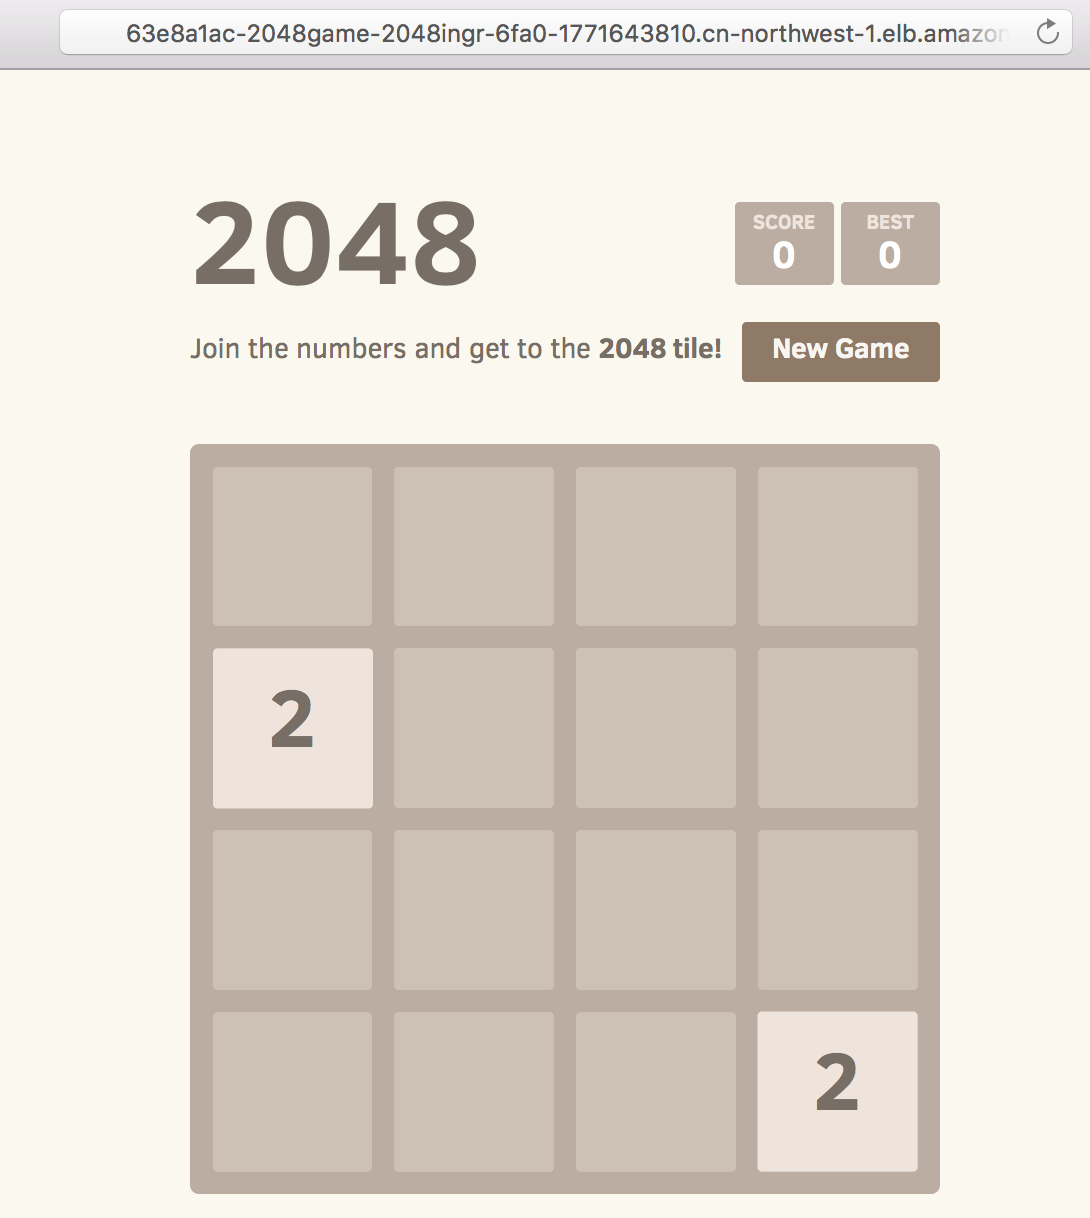 63e8a1ac-2048game-2048ingr-6fa0-1771643810.cn-northwest-1.elb.amazon
2048
SCORE
0
BEST
0
Join the numbers and get to the 2048 tile!
New Game
2
2